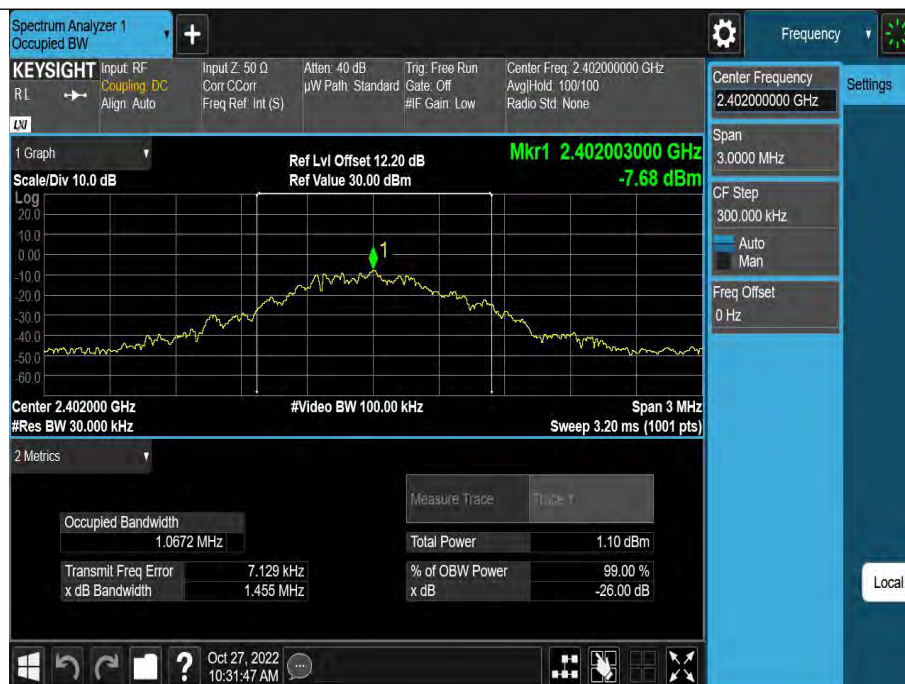 Spectrum Analyzer 1
Occupied BW
Frequency
KEYSIGHT
R L
LXI
Input: RF
Coupling: DC
Align: Auto
Input Z: 50 Ω
Corr CCorr
Freq Ref: Int (S)
Atten: 40 dB
µW Path: Standard
Trig: Free Run
Gate: Off
#IF Gain: Low
Center Freq: 2.402000000 GHz
Avg|Hold: 100/100
Radio Std: None
Center Frequency
2.402000000 GHz
Settings
Span
3.0000 MHz
CF Step
300.000 kHz
Auto
Man
Freq Offset
0 Hz
Local
1 Graph
Scale/Div 10.0 dB
Ref Lvl Offset 12.20 dB
Ref Value 30.00 dBm
Mkr1 2.402003000 GHz
-7.68 dBm
Log
20.0
10.0
0.00
-10.0
-20.0
-30.0
-40.0
-50.0
-60.0
1
Center 2.402000 GHz
#Video BW 100.00 kHz
Span 3 MHz
#Res BW 30.000 kHz
Sweep 3.20 ms (1001 pts)
2 Metrics
Measure Trace
Trace 1
Occupied Bandwidth
1.0672 MHz
Total Power
1.10 dBm
Transmit Freq Error
7.129 kHz
% of OBW Power
99.00 %
x dB Bandwidth
1.455 MHz
x dB
-26.00 dB
?
Oct 27, 2022
10:31:47 AM